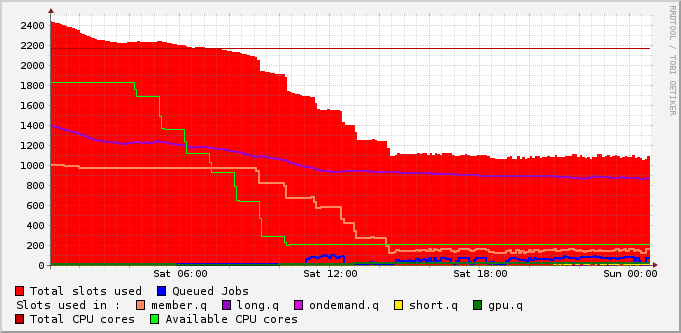 2400
2200
2000
1800
1600
1400
1200
1000
800
600
400
200
0
Sat 06:00 Sat 12:00 Sat 18:00 Sun 00:00
Total slots used Queued Jobs
Slots used in : member.q long.q ondemand.q short.q gpu.q
Total CPU cores Available CPU cores
RRDTOOL / TOBI OETIKER